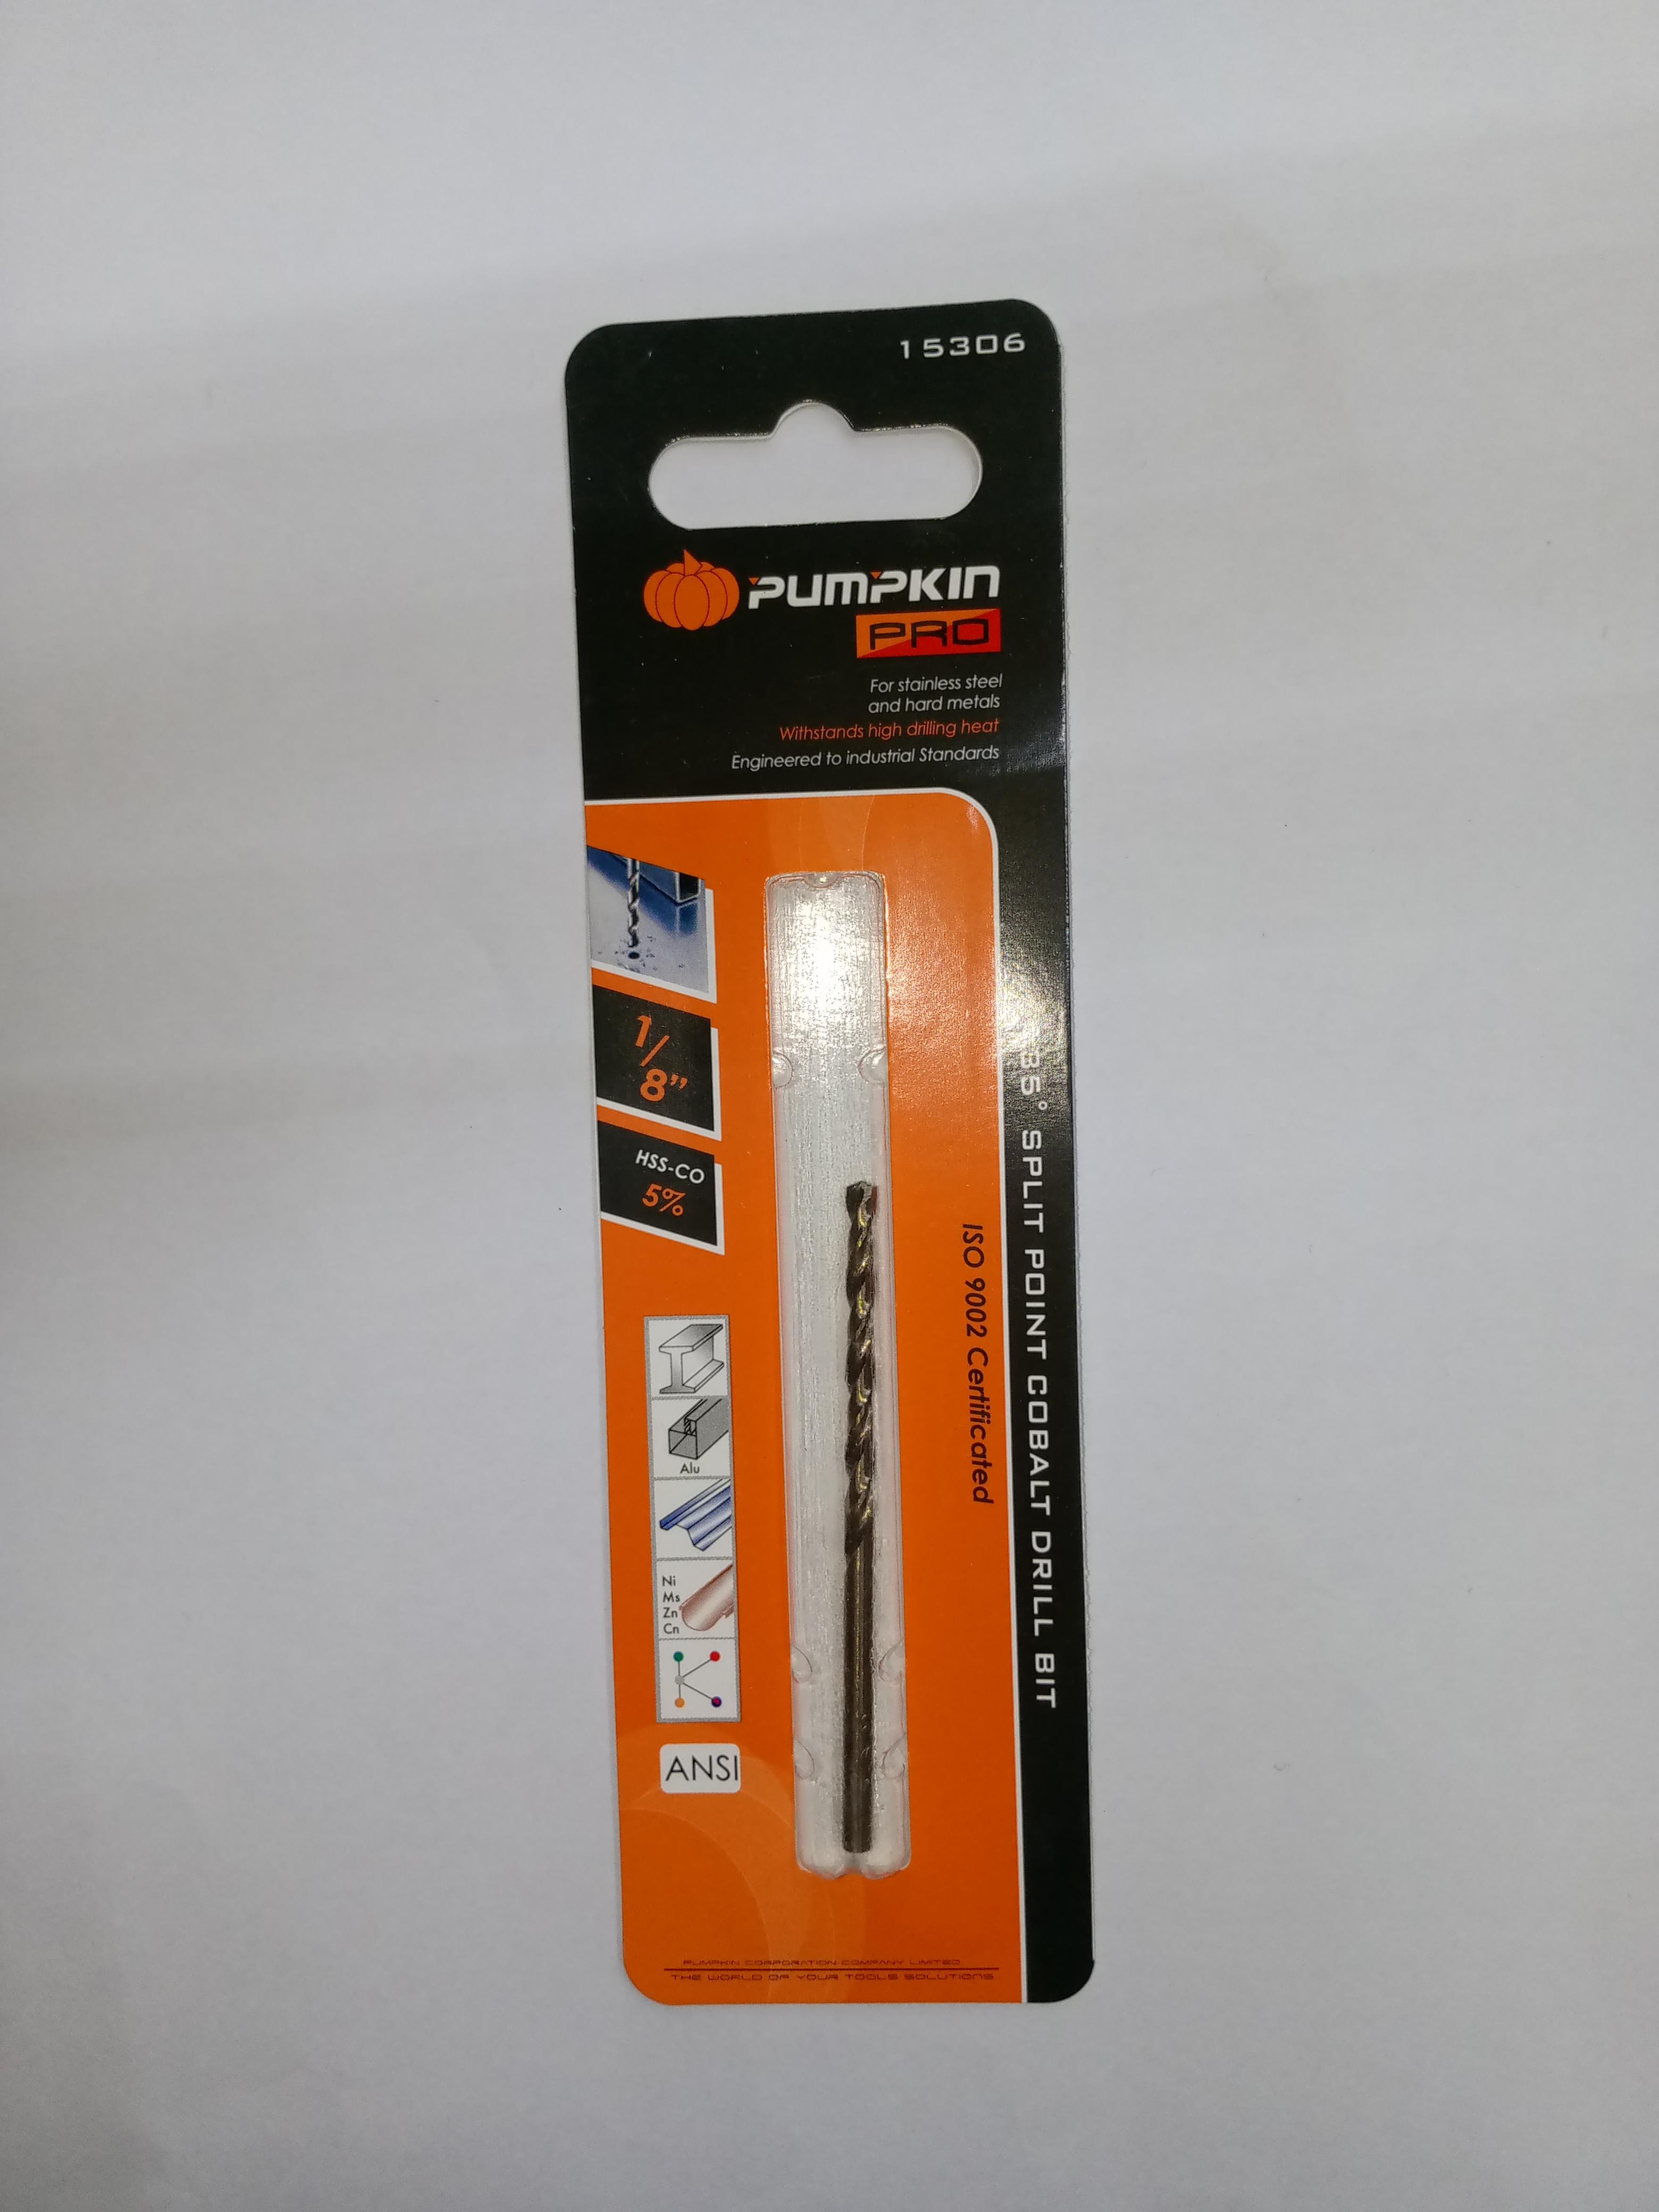 15306
PUMPKIN
PRO
For stainless steel
and hard metals
Withstands high drilling heat
Engineered to industrial Standards
1/8"
HSS-CO
5%
Alu
Ni
Ms
Zn
Cn
ANSI
ISO 9002 Certificated
35° SPLIT POINT COBALT DRILL BIT
PUMPKIN CORPORATION COMPANY LIMITED
THE WORLD OF YOUR TOOLS SOLUTIONS